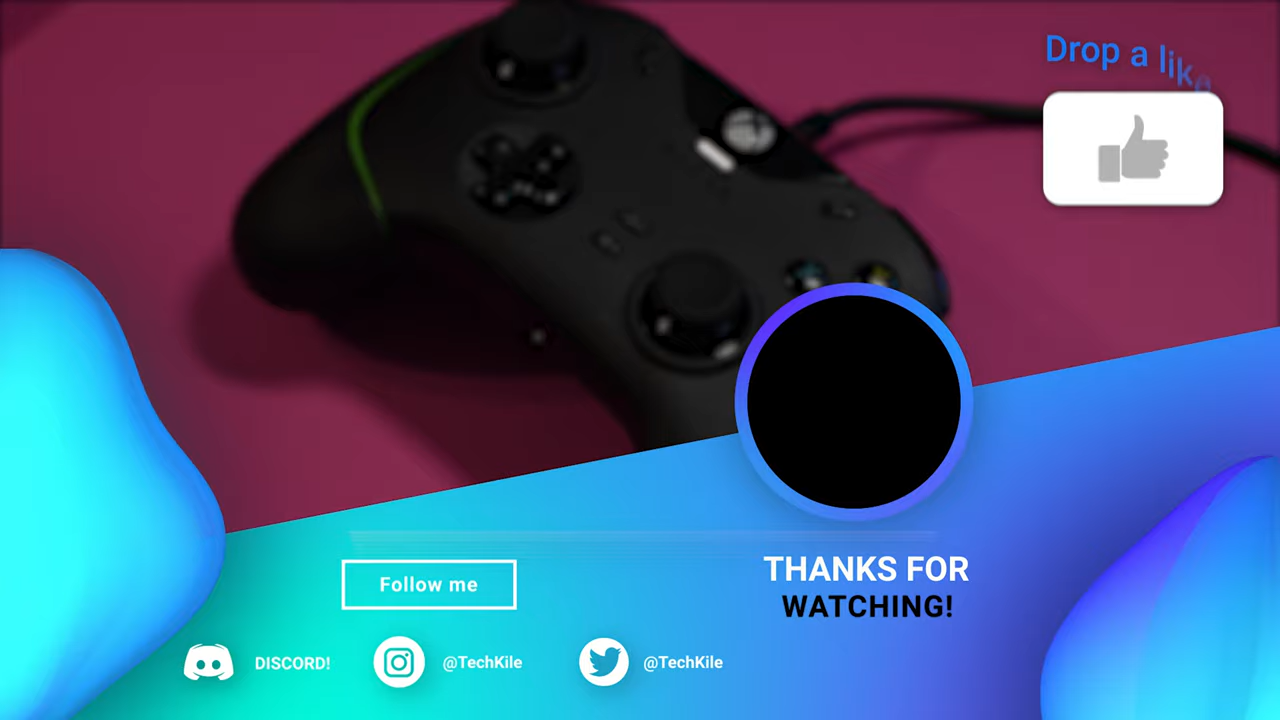 Drop a like
Follow me
THANKS FOR
WATCHING!
DISCORD!
@TechKile
@TechKile